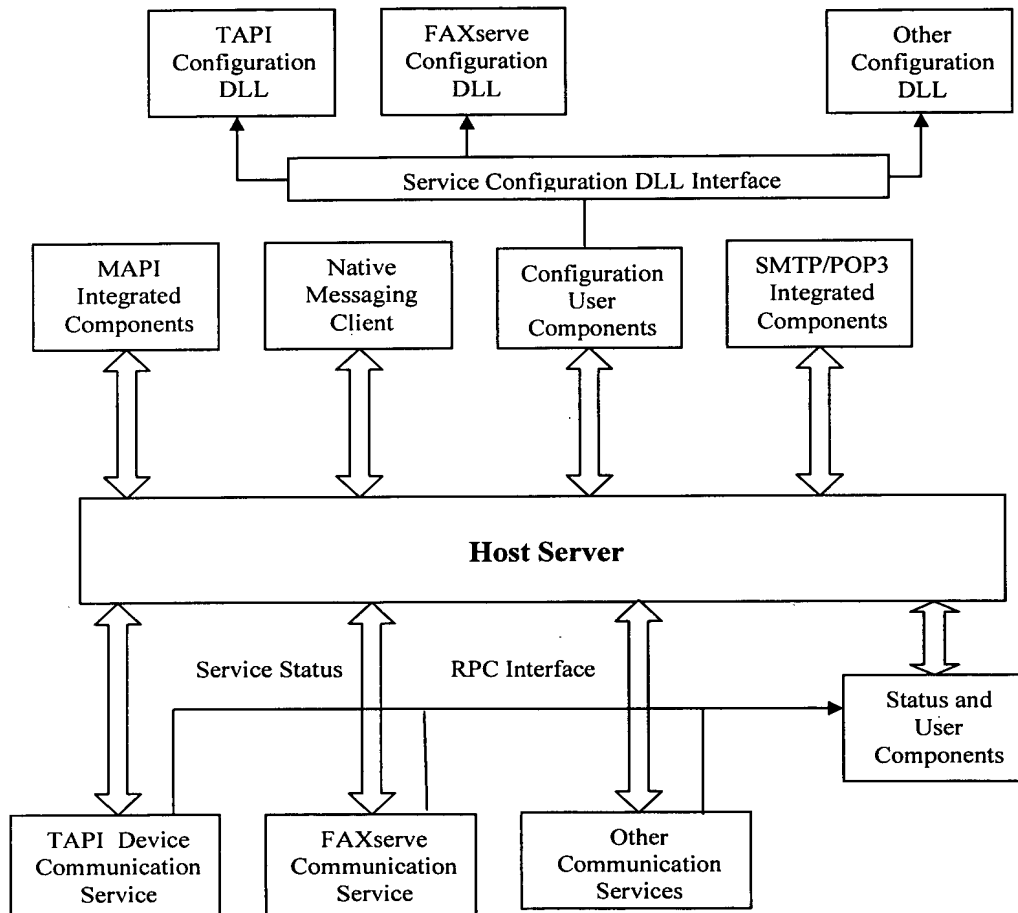 TAPI
Configuration
DLL
FAXserve
Configuration
DLL
Other
Configuration
DLL
Service Configuration DLL Interface
MAPI
Integrated
Components
Native
Messaging
Client
Configuration
User
Components
SMTP/POP3
Integrated
Components
Host Server
Service Status
RPC Interface
Status and
User
Components
TAPI Device
Communication
Service
FAXserve
Communication
Service
Other
Communication
Services